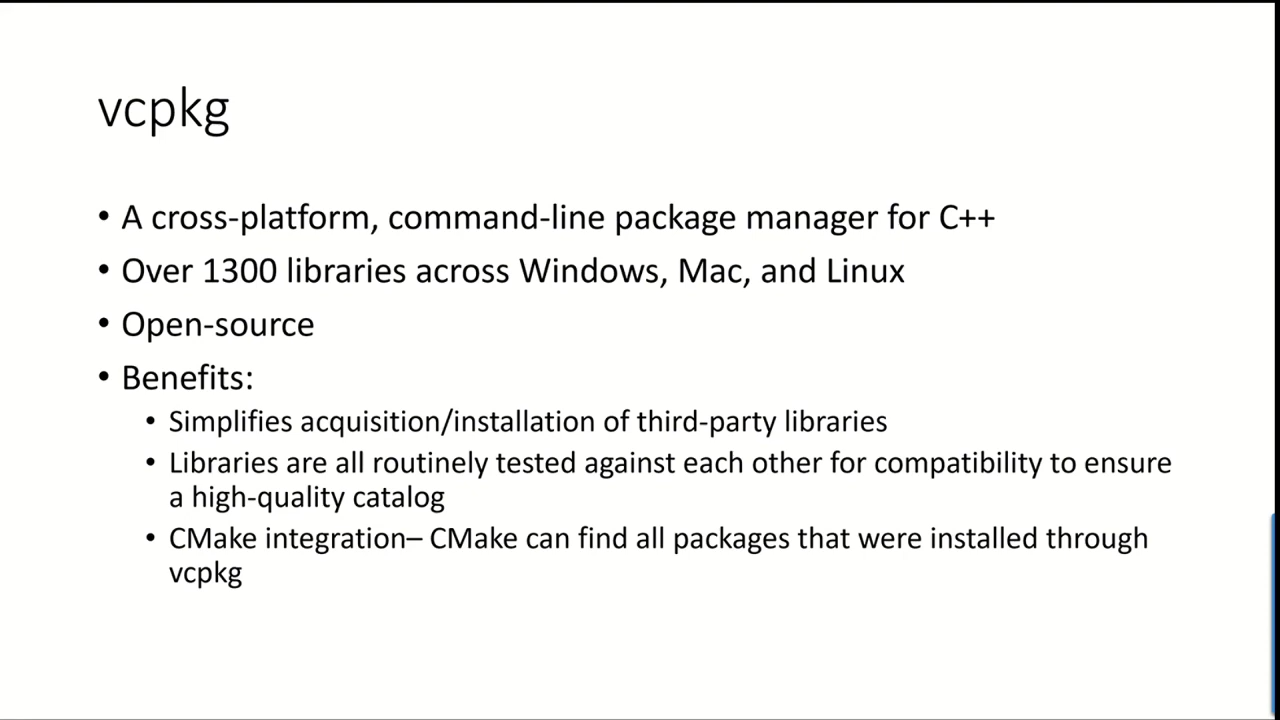 vcpkg
• A cross-platform, command-line package manager for C++
• Over 1300 libraries across Windows, Mac, and Linux
• Open-source
• Benefits:
• Simplifies acquisition/installation of third-party libraries
• Libraries are all routinely tested against each other for compatibility to ensure
a high-quality catalog
• CMake integration– CMake can find all packages that were installed through
vcpkg